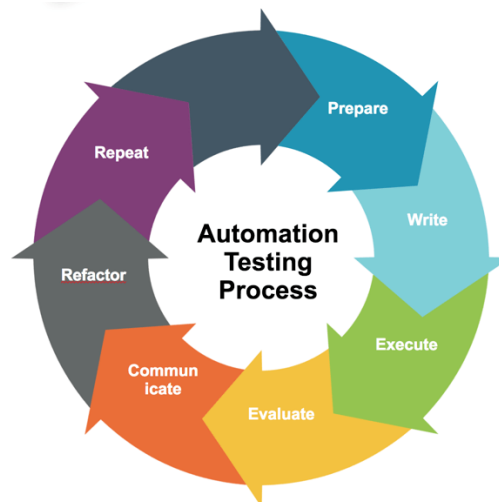 Prepare
Write
Execute
Evaluate
Commun
icate
Refactor
Repeat
Automation
Testing
Process